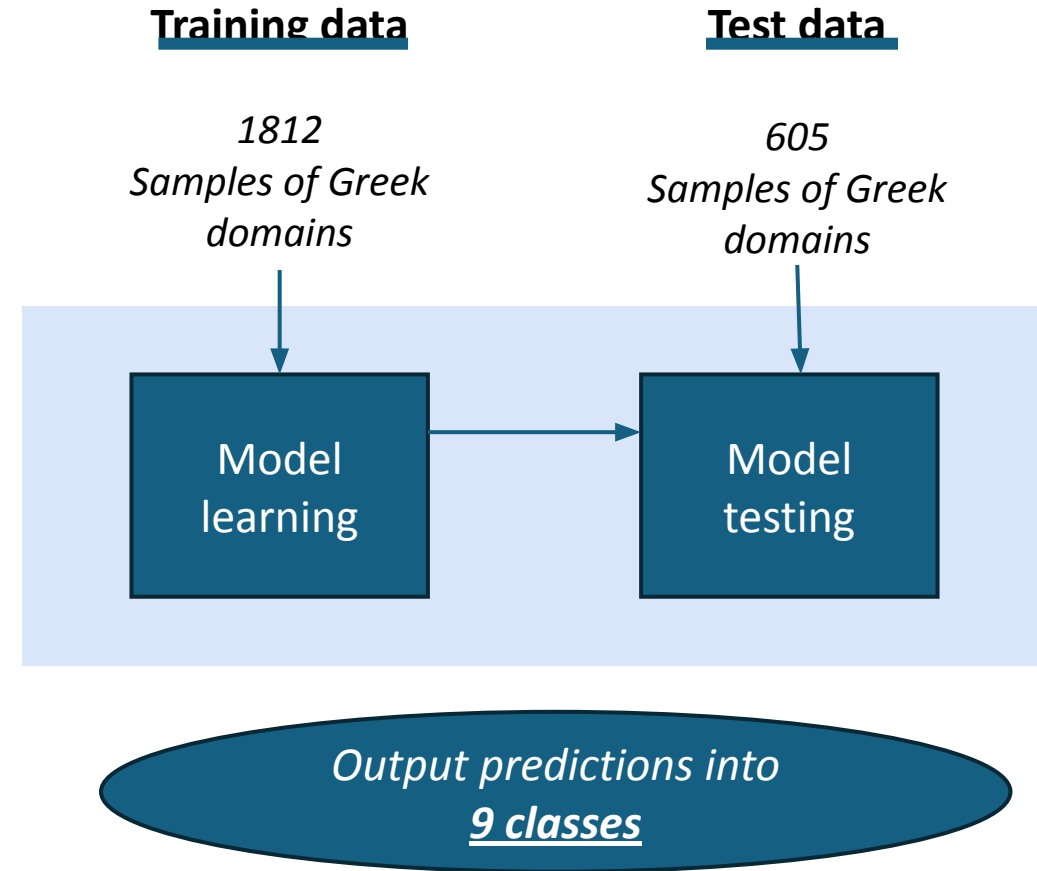 Training data
Test data
1812
Samples of Greek
domains
605
Samples of Greek
domains
Model
learning
Model
testing
Output predictions into
9 classes